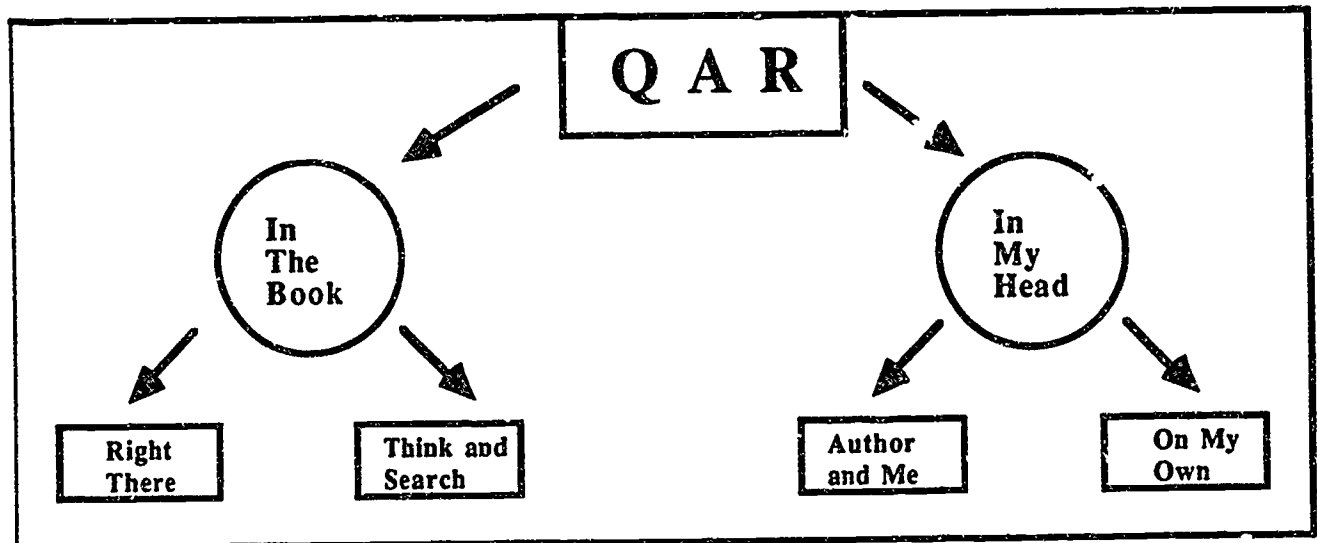 Q A R
In
The
Book
In
My
Head
Right
There
Think and
Search
Author
and Me
On My
Own